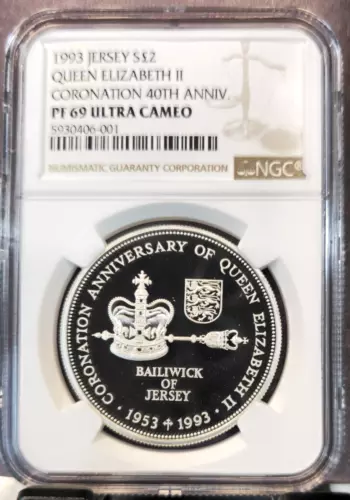 1993 JERSEY S£2
QUEEN ELIZABETH II
CORONATION 40TH ANNIV.
PF 69 ULTRA CAMEO
5930406-001
NUMISMATIC GUARANTY CORPORATION
NGC®
CORONATION ANNIVERSARY OF QUEEN ELIZABETH II
BAILIWICK
OF
JERSEY
· 1953 ✝ 1993 ·